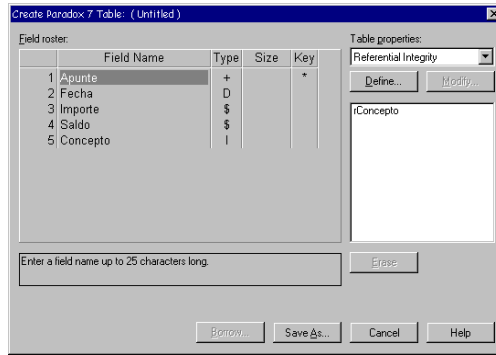 Create Paradox 7 Table: ( Untitled )
Field roster:
Field Name Type Size Key
1 Apunte + *
2 Fecha D
3 Importe $
4 Saldo $
5 Concepto I
Enter a field name up to 25 characters long.
Table properties:
Referential Integrity
Define... Modify...
rConcepto
Erase
Borrow... Save As... Cancel Help